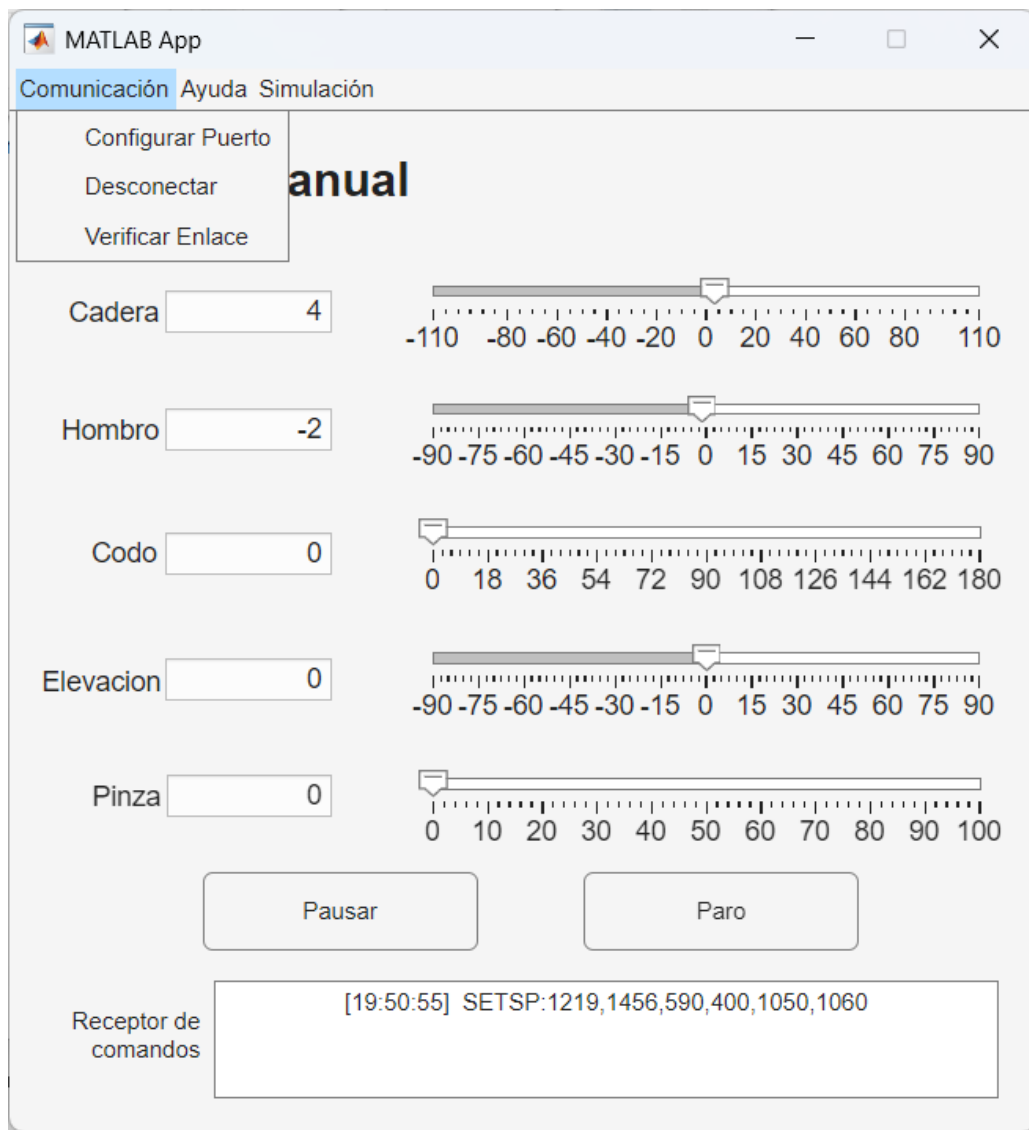 MATLAB App
Comunicación Ayuda Simulación
Configurar Puerto
Desconectar
Verificar Enlace
anual
Cadera 4
-110 -80 -60 -40 -20 0 20 40 60 80 110
Hombro -2
-90 -75 -60 -45 -30 -15 0 15 30 45 60 75 90
Codo 0
0 18 36 54 72 90 108 126 144 162 180
Elevacion 0
-90 -75 -60 -45 -30 -15 0 15 30 45 60 75 90
Pinza 0
0 10 20 30 40 50 60 70 80 90 100
Pausar Paro
Receptor de
comandos
[19:50:55] SETSP:1219,1456,590,400,1050,1060